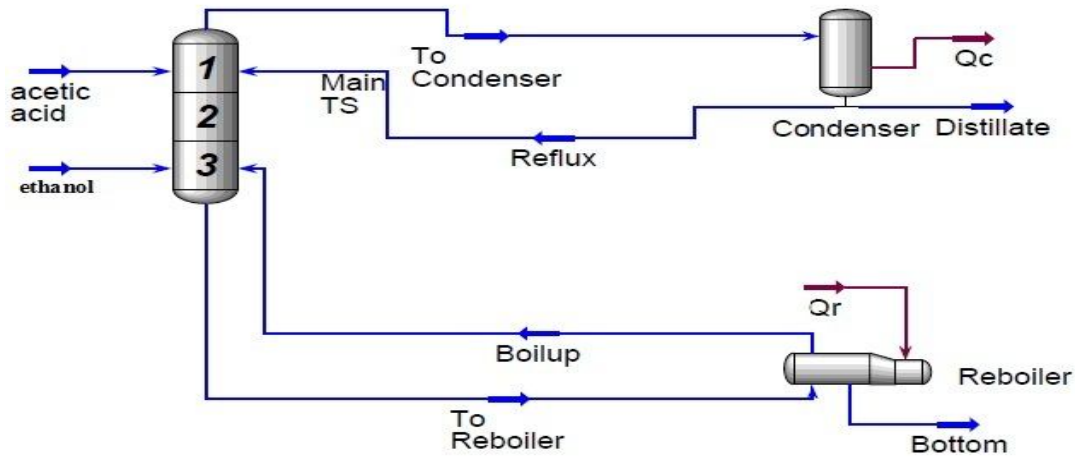 To
Condenser
Qc
1
acetic
acid
Main
TS
2
Condenser
Distillate
Reflux
3
ethanol
Qr
Boilup
Reboiler
To
Reboiler
Bottom